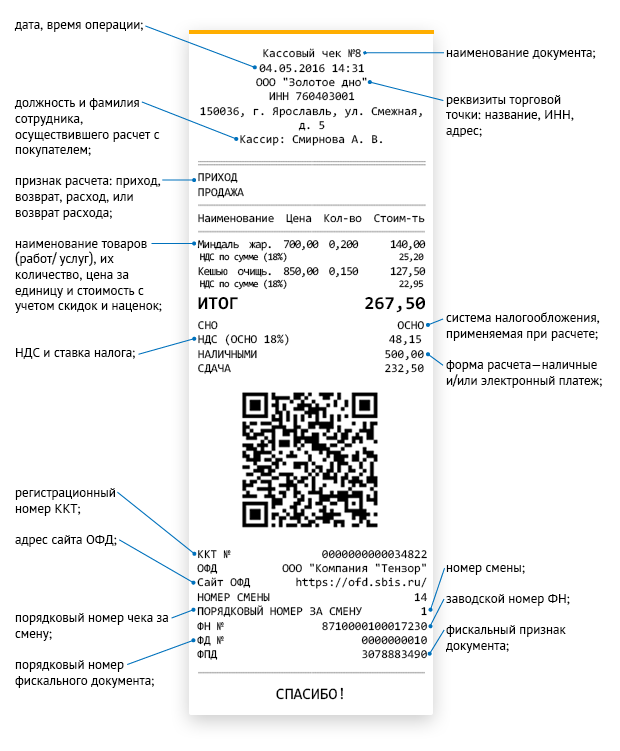 дата, время операции;
должность и фамилия
сотрудника,
осуществившего расчет с
покупателем;
признак расчета: приход,
возврат, расход, или
возврат расхода;
наименование товаров
(работ/ услуг), их
количество, цена за
единицу и стоимость с
учетом скидок и наценок;
НДС и ставка налога;
регистрационный
номер ККТ;
адрес сайта ОФД;
порядковый номер чека за
смену;
порядковый номер
фискального документа;
Кассовый чек №8
04.05.2016 14:31
ООО "Золотое дно"
ИНН 760403001
150036, г. Ярославль, ул. Смежная,
д. 5
Кассир: Смирнова А. В.
ПРИХОД
ПРОДАЖА
Наименование Цена Кол-во Стоим-ть
Миндаль жар. 700,00 0,200 140,00
НДС по сумме (18%) 25,20
Кешью очищь. 850,00 0,150 127,50
НДС по сумме (18%) 22,95
ИТОГ 267,50
СНО ОСНО
НДС (ОСНО 18%) 48,15
НАЛИЧНЫМИ 500,00
СДАЧА 232,50
ККТ № 0000000000034822
ОФД ООО "Компания "Тензор"
Сайт ОФД https://ofd.sbis.ru/
НОМЕР СМЕНЫ 14
ПОРЯДКОВЫЙ НОМЕР ЗА СМЕНУ 1
ФН № 8710000100017230
ФД № 0000000010
ФПД 3078883490
СПАСИБО!
наименование документа;
реквизиты торговой
точки: название, ИНН,
адрес;
система налогообложения,
применяемая при расчете;
форма расчета—наличные
и/или электронный платеж;
номер смены;
заводской номер ФН;
фискальный признак
документа;